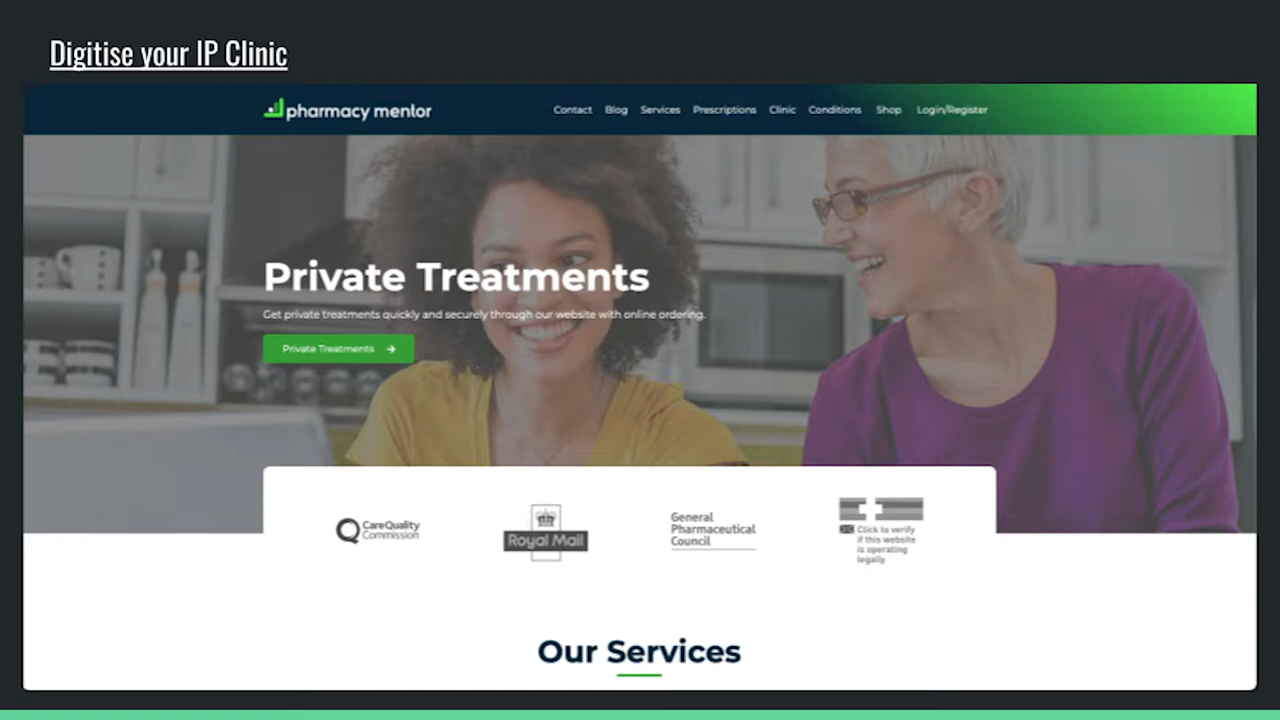 Digitise your IP Clinic
pharmacy mentor
Contact Blog Services Prescriptions Clinic Conditions Shop Login/Register
Private Treatments
Get private treatments quickly and securely through our website with online ordering.
Private Treatments
CareQuality
Commission
Royal Mail
General
Pharmaceutical
Council
Click to verify
if this website
is operating
legally
Our Services